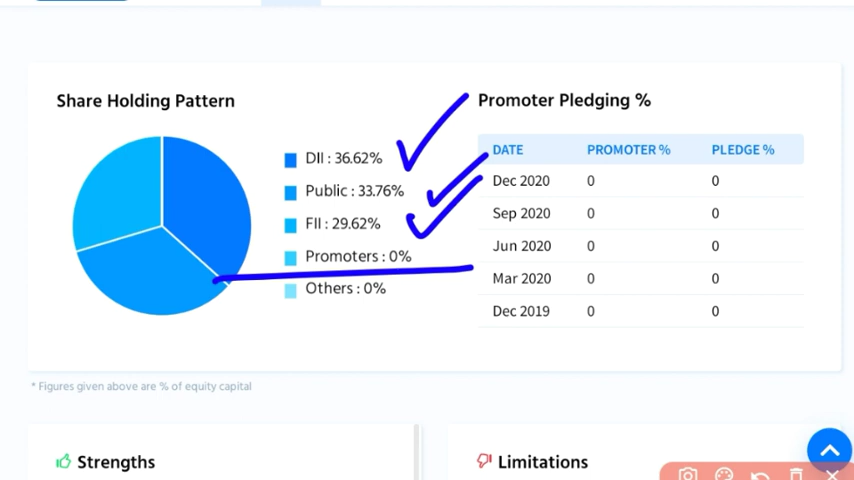 Share Holding Pattern
DII : 36.62%
Public : 33.76%
FII : 29.62%
Promoters : 0%
Others : 0%
Promoter Pledging %
DATE PROMOTER % PLEDGE %
Dec 2020 0 0
Sep 2020 0 0
Jun 2020 0 0
Mar 2020 0 0
Dec 2019 0 0
* Figures given above are % of equity capital
Strengths
Limitations